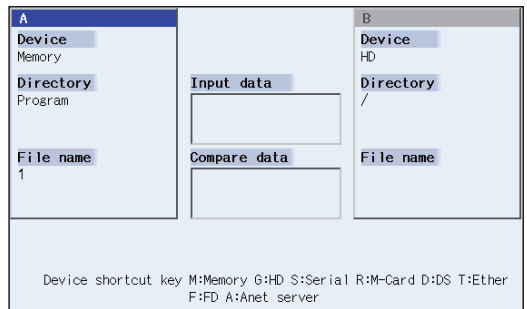 A
Device
Memory
Directory
Program
File name
1
Input data
Compare data
B
Device
HD
Directory
/
File name
Device shortcut key M:Memory G:HD S:Serial R:M-Card D:DS T:Ether
F:FD A:Anet server